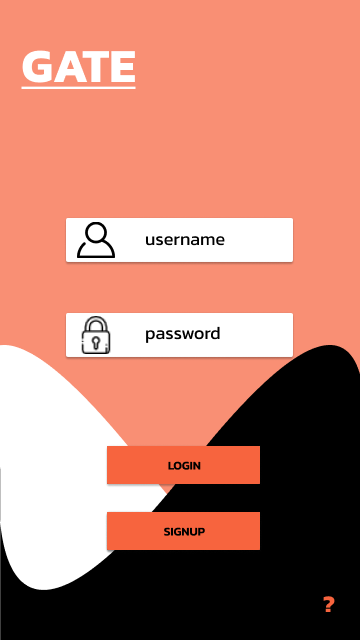 GATE
username
password
LOGIN
SIGNUP
?